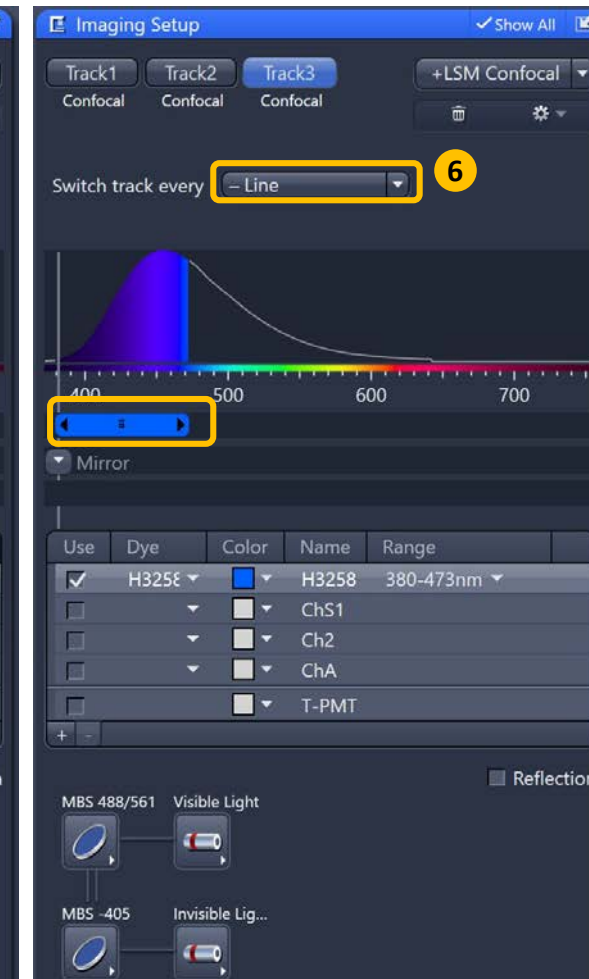 Imaging Setup
Show All
Track1 Track2 Track3 +LSM Confocal
Confocal Confocal Confocal
Switch track every – Line 6
400 500 600 700
Mirror
Use Dye Color Name Range
H3258 H3258 380-473nm
ChS1
Ch2
ChA
T-PMT
+ -
Reflection
MBS 488/561 Visible Light
MBS -405 Invisible Lig...